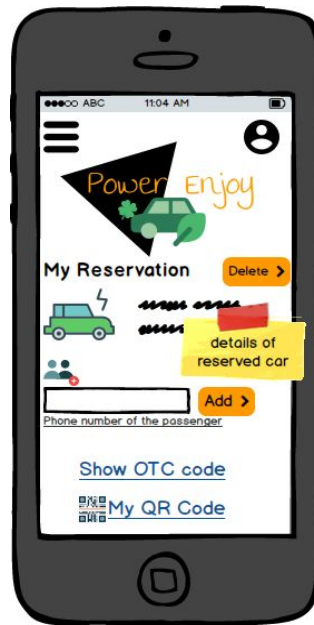 ABC 11:04 AM
Power Enjoy
My Reservation Delete >
details of
reserved car
Add >
Phone number of the passenger
Show OTC code
My QR Code